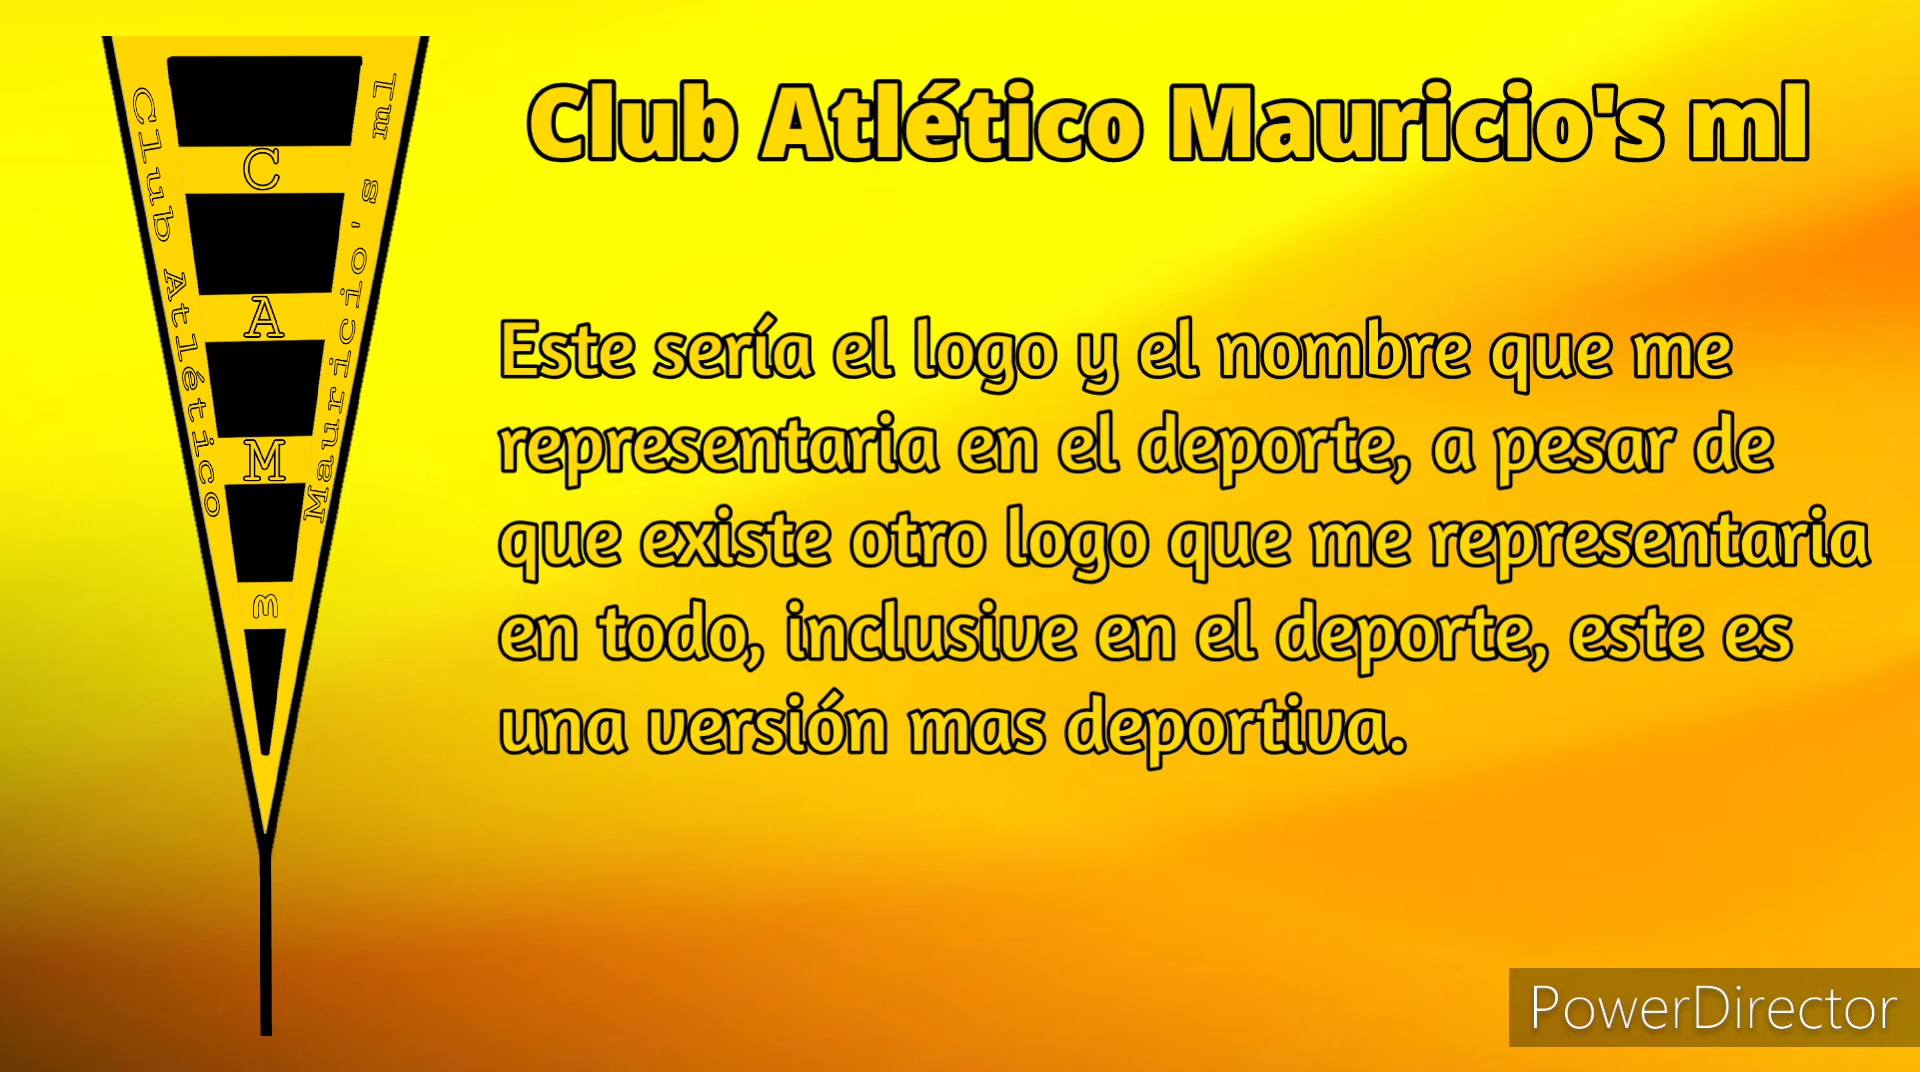 Club Atlético Mauricio's ml
Club Atlético
Mauricio's ml
C
A
M
m
Este sería el logo y el nombre que me
representaria en el deporte, a pesar de
que existe otro logo que me representaria
en todo, inclusive en el deporte, este es
una versión mas deportiva.
PowerDirector